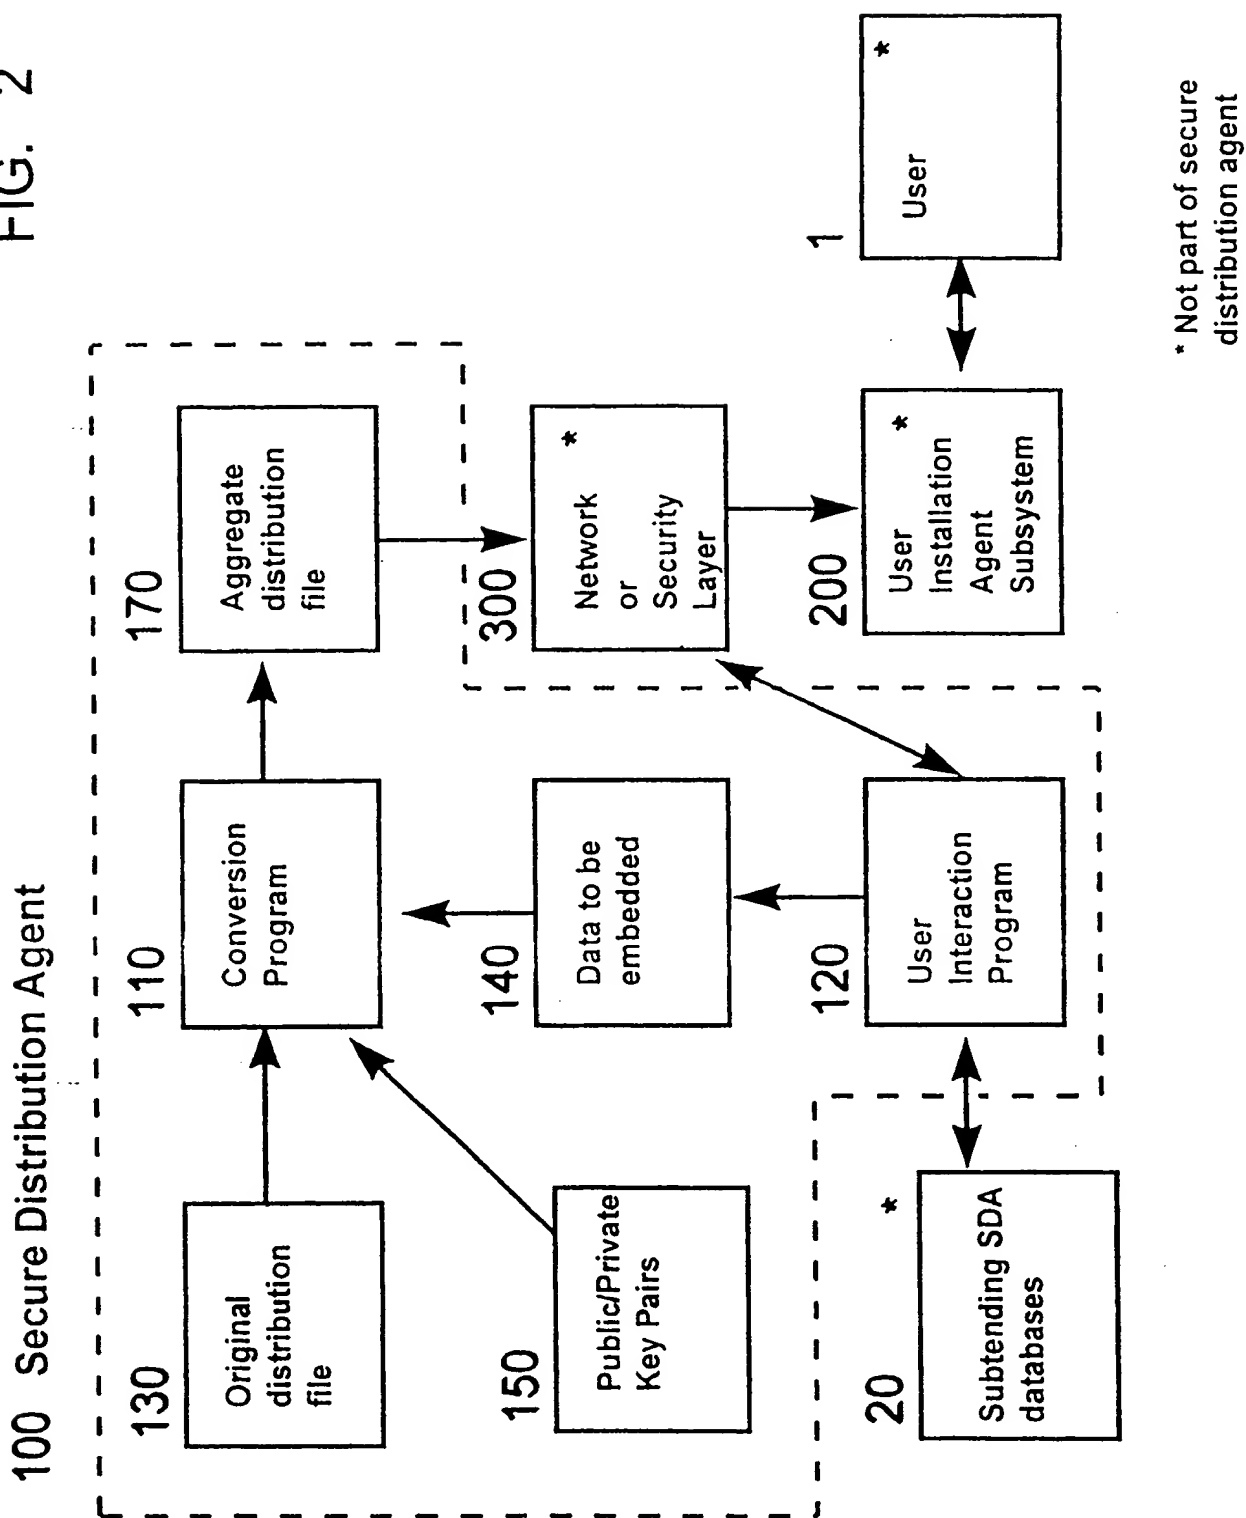 FIG. 2
100 Secure Distribution Agent
130
Original
distribution
file
110
Conversion
Program
170
Aggregate
distribution
file
150
Public/Private
Key Pairs
140
Data to be
embedded
300
*
Network
or
Security
Layer
20
*
Subtending SDA
databases
120
User
Interaction
Program
200
User *
Installation
Agent
Subsystem
1
*
User
* Not part of secure
distribution agent